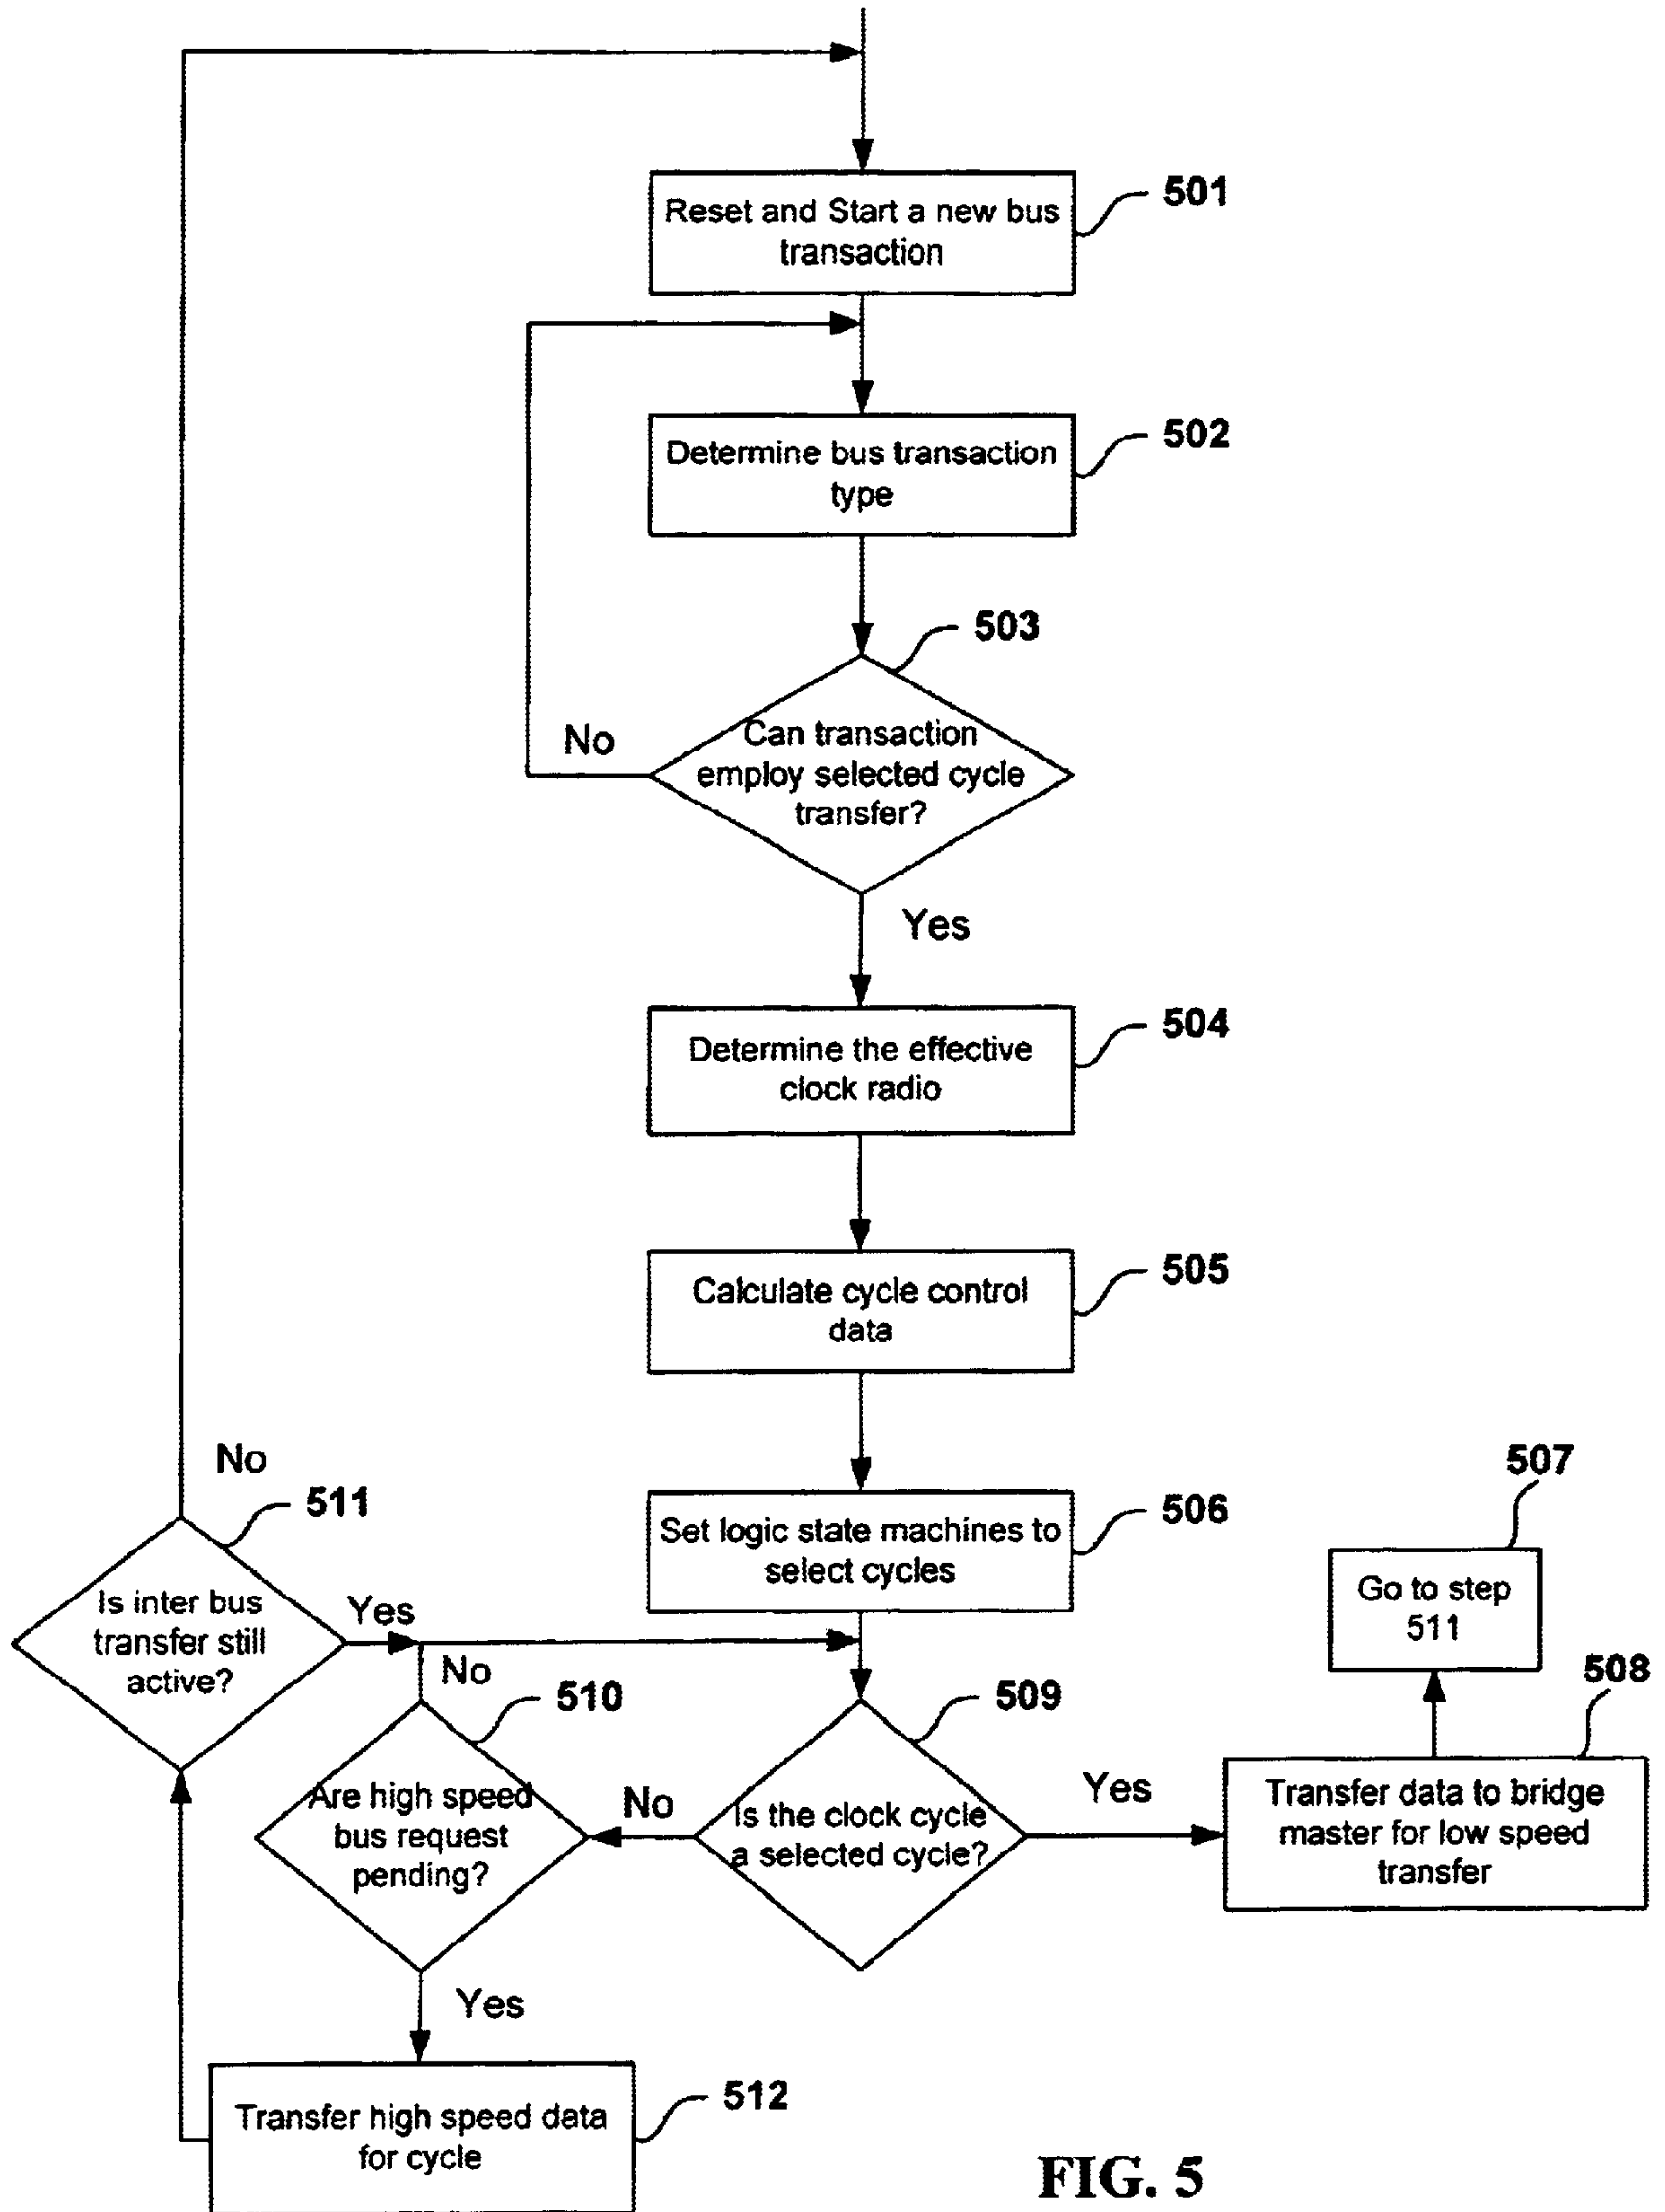 Reset and Start a new bus
transaction
501
Determine bus transaction
type
502
503
Can transaction
employ selected cycle
transfer?
No
Yes
Determine the effective
clock radio
504
Calculate cycle control
data
505
Set logic state machines to
select cycles
506
507
Go to step
511
508
Transfer data to bridge
master for low speed
transfer
No
511
Is inter bus
transfer still
active?
Yes
No
510
Are high speed
bus request
pending?
No
509
Is the clock cycle
a selected cycle?
Yes
Yes
Transfer high speed data
for cycle
512
FIG. 5